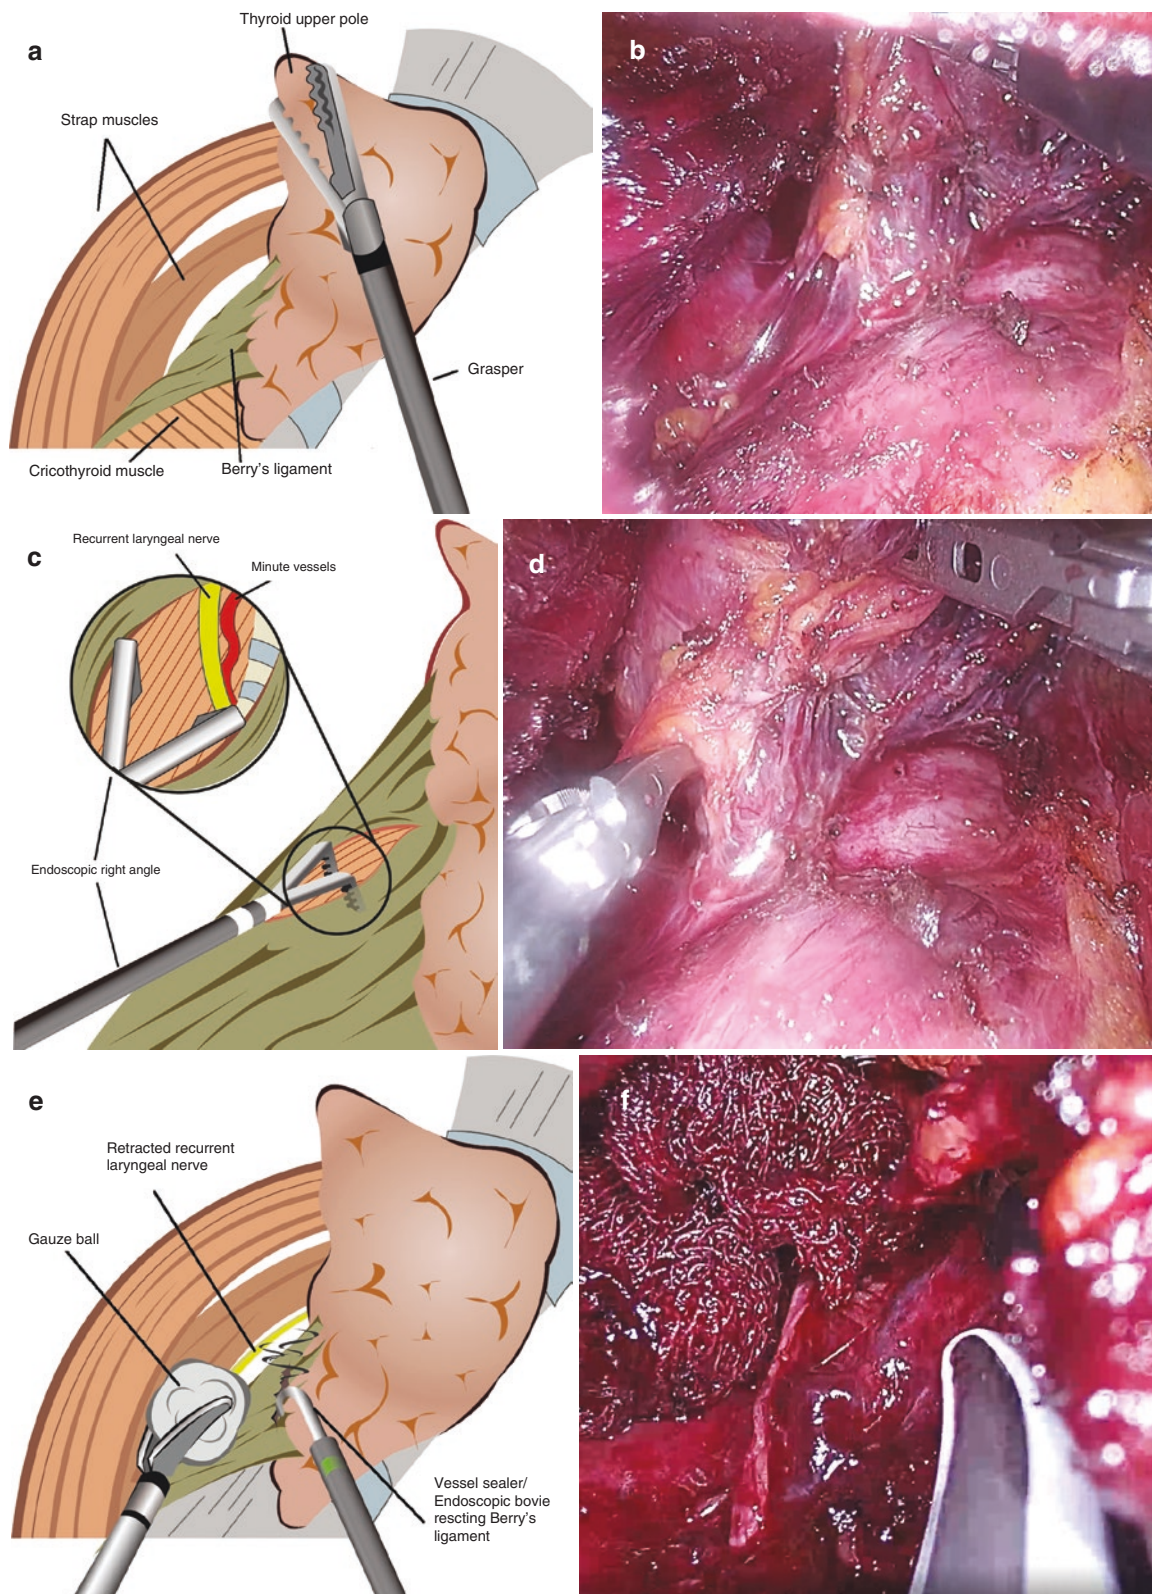 a
Thyroid upper pole
Strap muscles
Grasper
Cricothyroid muscle
Berry's ligament
b
c
Recurrent laryngeal nerve
Minute vessels
Endoscopic right angle
d
e
Retracted recurrent
laryngeal nerve
Gauze ball
Vessel sealer/
Endoscopic bovie
rescting Berry's
ligament
f